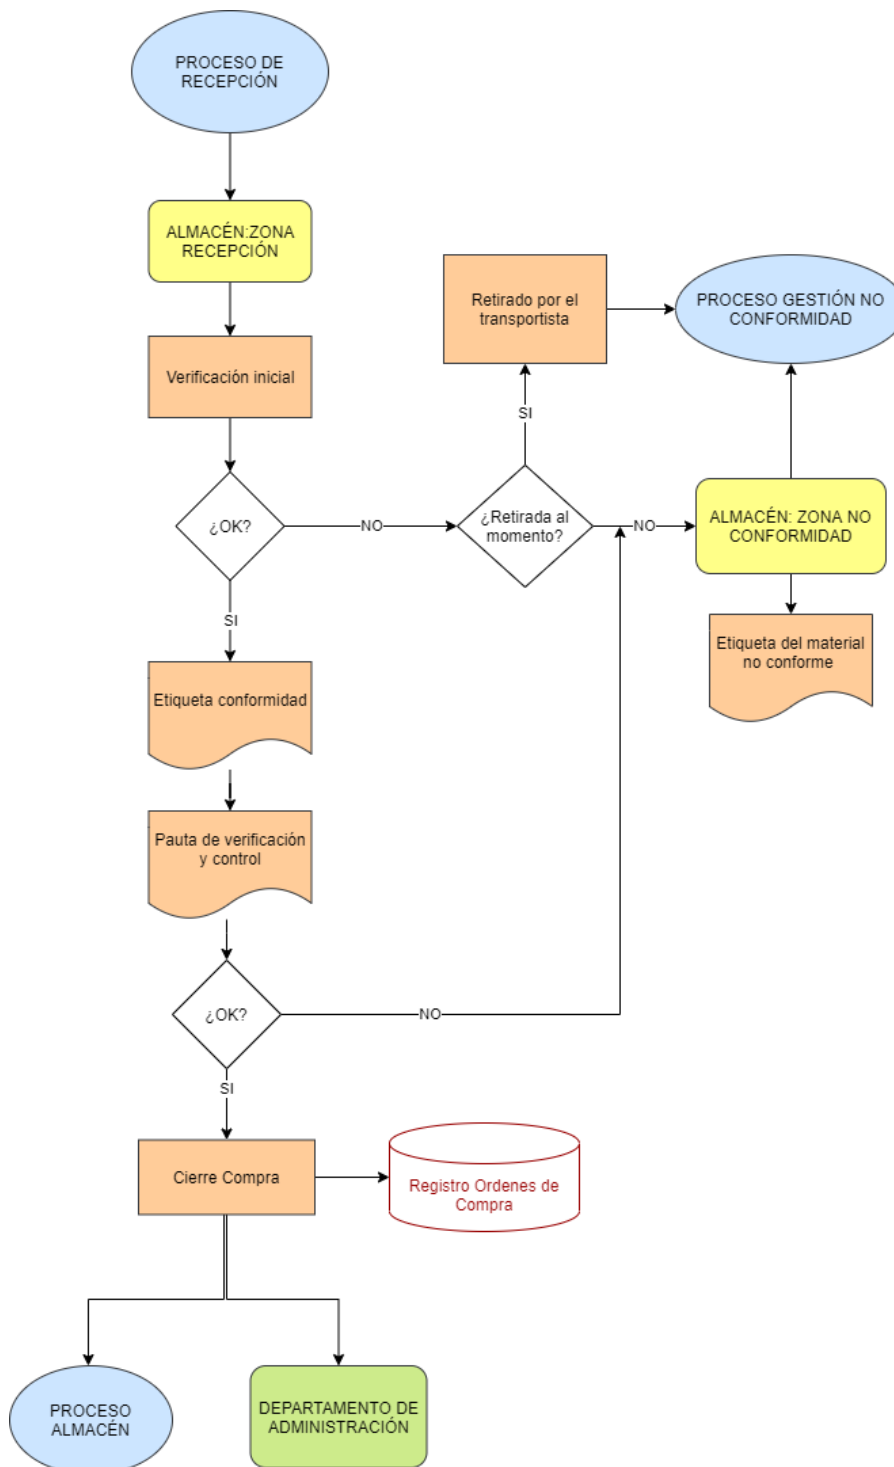 PROCESO DE
RECEPCIÓN
ALMACÉN:ZONA
RECEPCIÓN
Retirado por el
transportista
PROCESO GESTIÓN NO
CONFORMIDAD
Verificación inicial
SI
¿OK?
NO
¿Retirada al
momento?
NO
ALMACÉN: ZONA NO
CONFORMIDAD
SI
Etiqueta del material
no conforme
Etiqueta conformidad
Pauta de verificación
y control
¿OK?
NO
SI
Cierre Compra
Registro Ordenes de
Compra
PROCESO
ALMACÉN
DEPARTAMENTO DE
ADMINISTRACIÓN